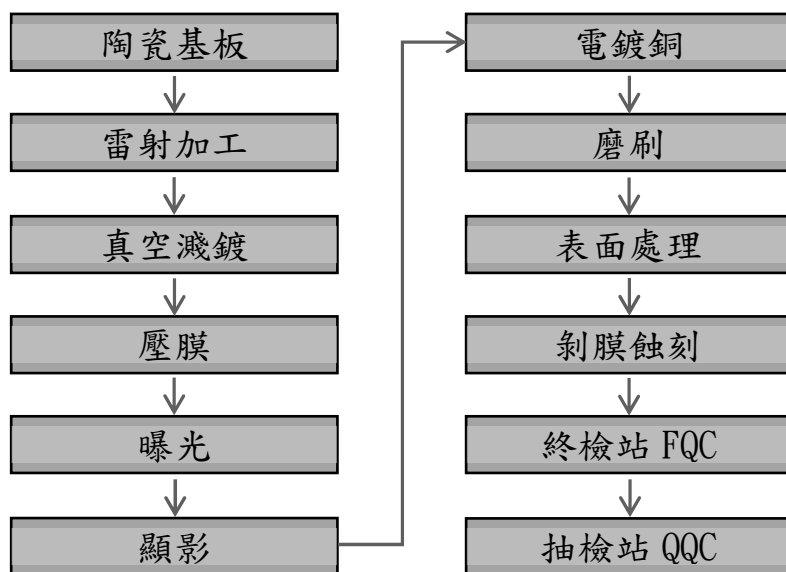 陶瓷基板
雷射加工
真空濺鍍
壓膜
曝光
顯影
電鍍銅
磨刷
表面處理
剝膜蝕刻
終檢站 FQC
抽檢站 QQC